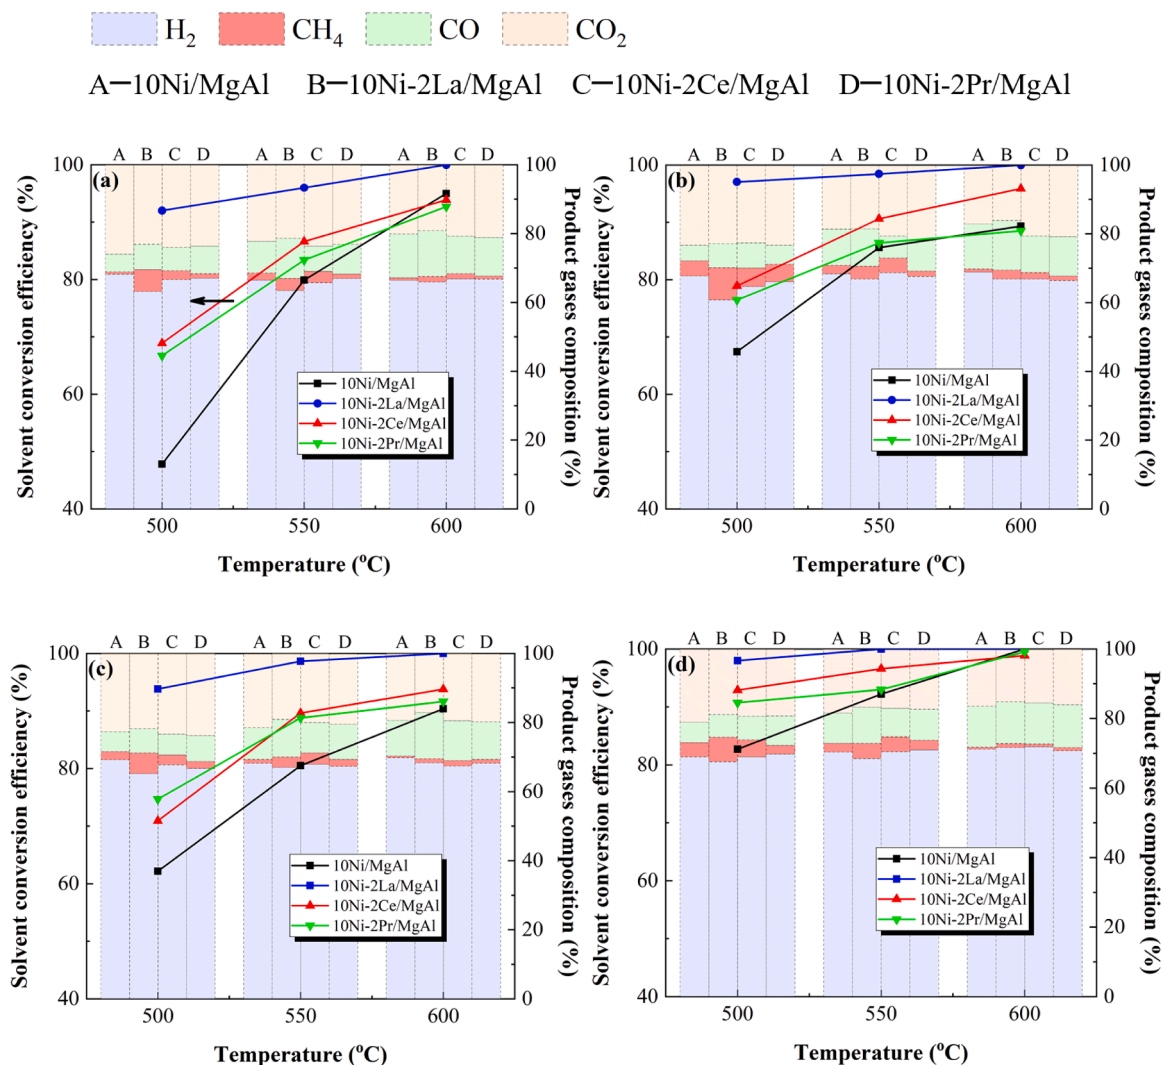 H2 CH4 CO CO2
A—10Ni/MgAl B—10Ni-2La/MgAl C—10Ni-2Ce/MgAl D—10Ni-2Pr/MgAl
A B C D A B C D A B C D
(a)
Solvent conversion efficiency (%)
100
80
60
40
Product gases composition (%)
100
80
60
40
20
0
10Ni/MgAl
10Ni-2La/MgAl
10Ni-2Ce/MgAl
10Ni-2Pr/MgAl
500 550 600
Temperature (°C)
A B C D A B C D A B C D
(b)
Solvent conversion efficiency (%)
100
80
60
40
Product gases composition (%)
100
80
60
40
20
0
10Ni/MgAl
10Ni-2La/MgAl
10Ni-2Ce/MgAl
10Ni-2Pr/MgAl
500 550 600
Temperature (°C)
A B C D A B C D A B C D
(c)
Solvent conversion efficiency (%)
100
80
60
40
Product gases composition (%)
100
80
60
40
20
0
10Ni/MgAl
10Ni-2La/MgAl
10Ni-2Ce/MgAl
10Ni-2Pr/MgAl
500 550 600
Temperature (°C)
A B C D A B C D A B C D
(d)
Solvent conversion efficiency (%)
100
80
60
40
Product gases composition (%)
100
80
60
40
20
0
10Ni/MgAl
10Ni-2La/MgAl
10Ni-2Ce/MgAl
10Ni-2Pr/MgAl
500 550 600
Temperature (°C)